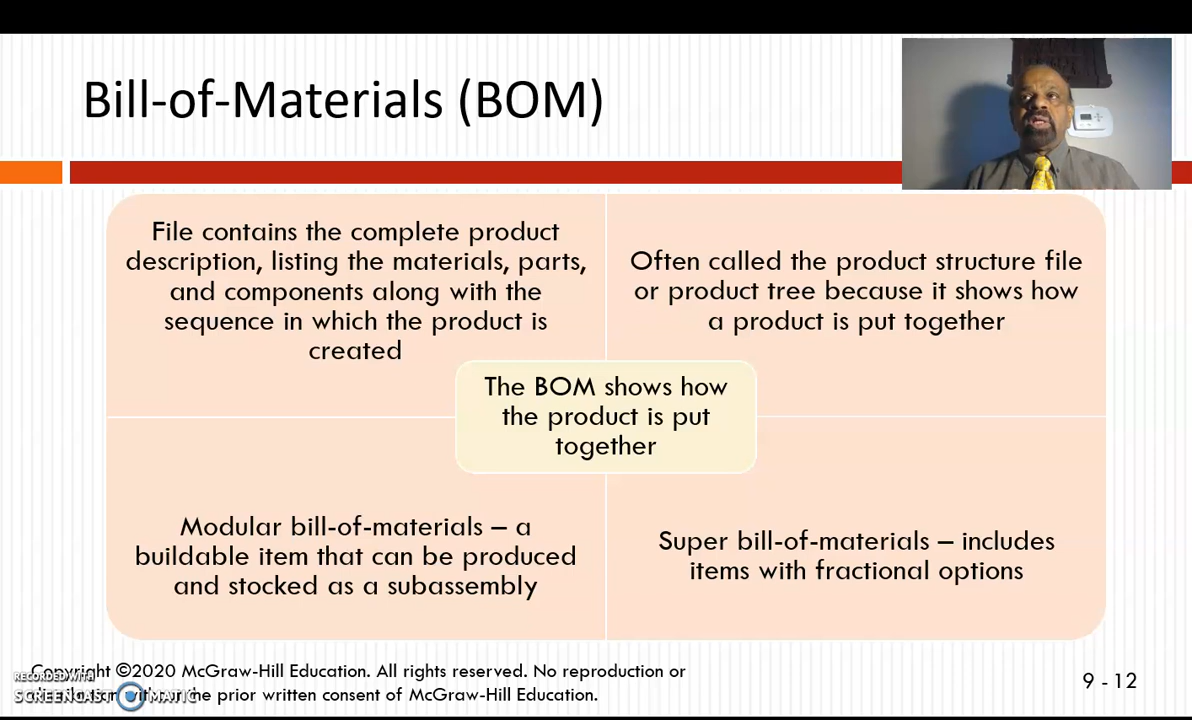 Bill-of-Materials (BOM)
File contains the complete product
description, listing the materials, parts,
and components along with the
sequence in which the product is
created
Often called the product structure file
or product tree because it shows how
a product is put together
The BOM shows how
the product is put
together
Modular bill-of-materials – a
buildable item that can be produced
and stocked as a subassembly
Super bill-of-materials – includes
items with fractional options
Copyright ©2020 McGraw-Hill Education. All rights reserved. No reproduction or
the prior written consent of McGraw-Hill Education.
RECORDED WITH
SCREENCAST MATIC
9 - 12